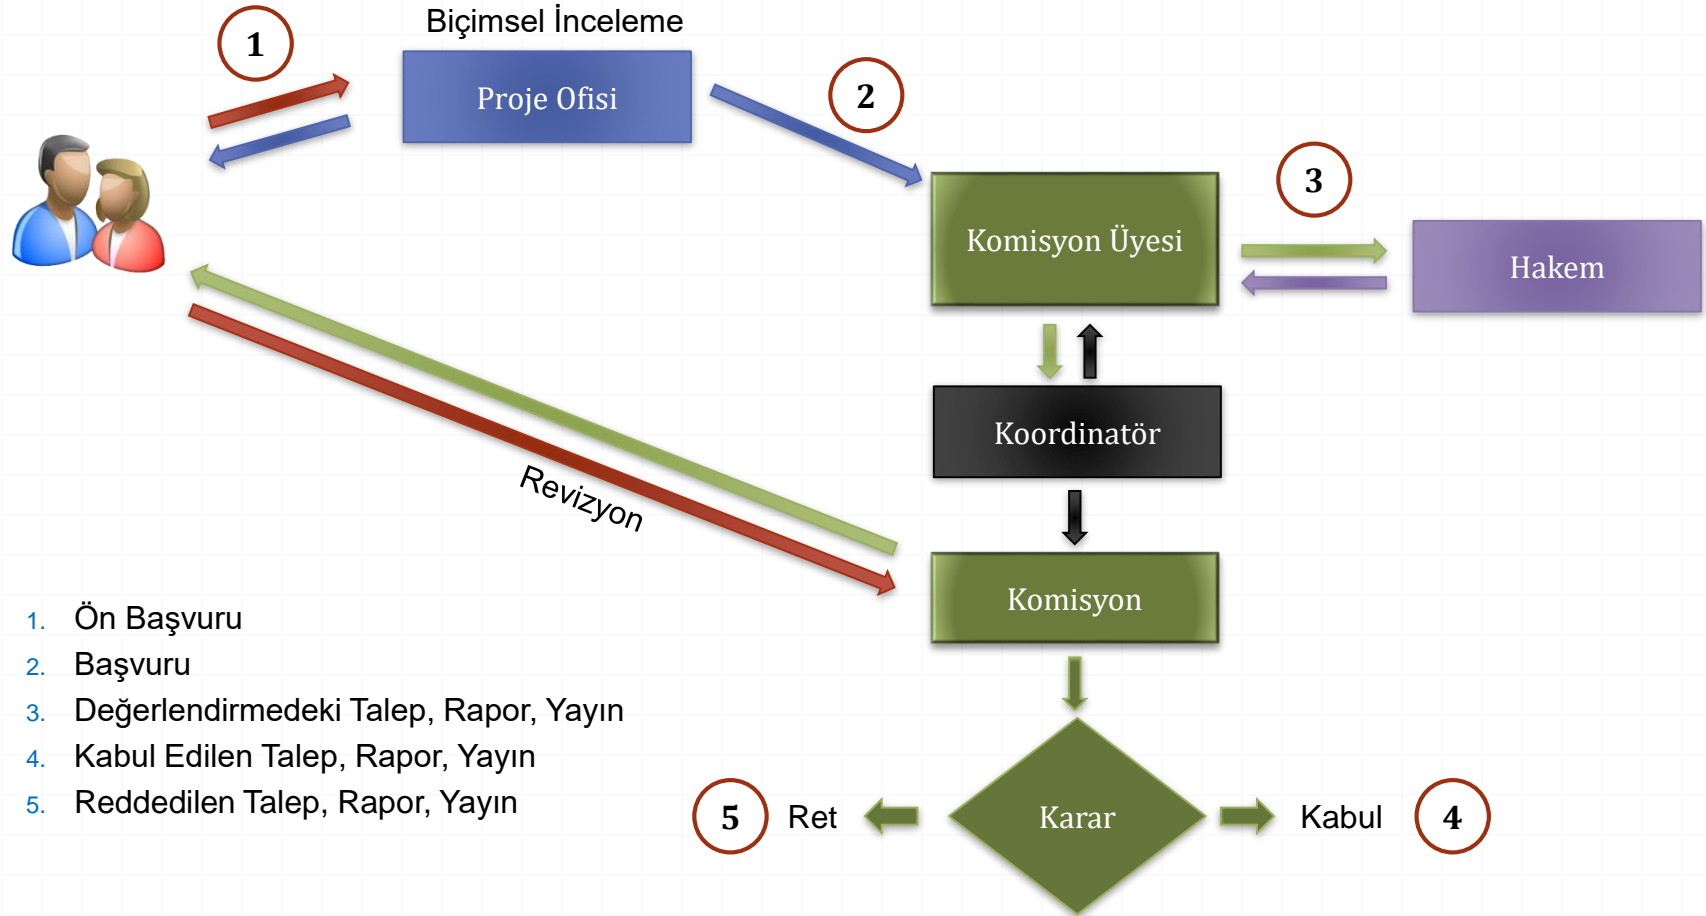 Biçimsel İnceleme
1
Proje Ofisi
2
3
Komisyon Üyesi
Hakem
Koordinatör
Revizyon
Komisyon
1. Ön Başvuru
2. Başvuru
3. Değerlendirmedeki Talep, Rapor, Yayın
4. Kabul Edilen Talep, Rapor, Yayın
5. Reddedilen Talep, Rapor, Yayın
5 Ret
Karar
Kabul 4